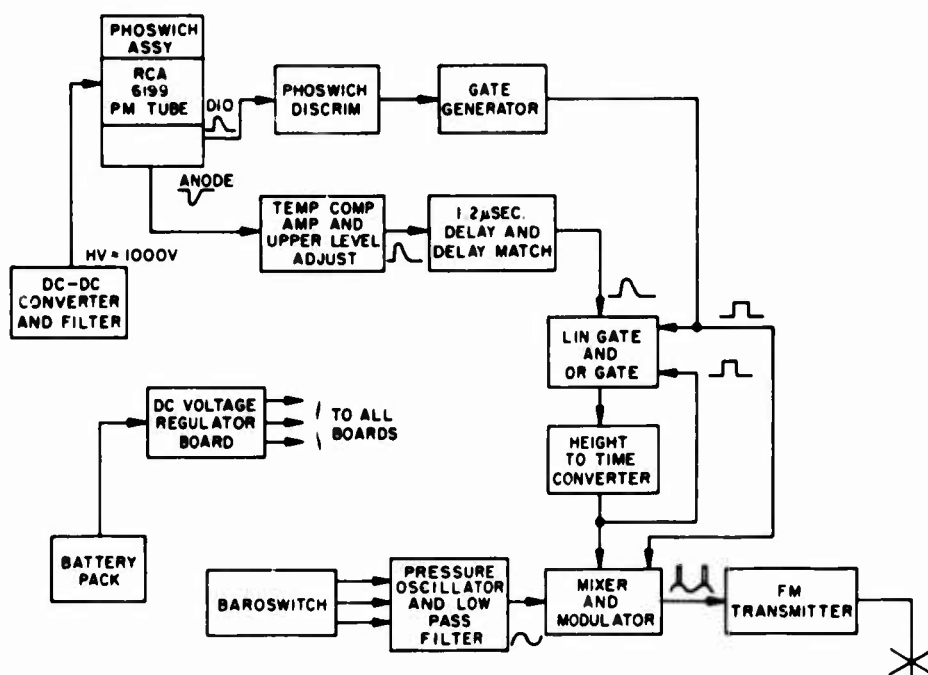 PHOSWICH
ASSY
RCA
6199
PM TUBE
DIO
PHOSWICH
DISCRIM
GATE
GENERATOR
ANODE
TEMP COMP
AMP AND
UPPER LEVEL
ADJUST
1.2μSEC.
DELAY AND
DELAY MATCH
HV ≈ 1000V
DC-DC
CONVERTER
AND FILTER
LIN GATE
AND
OR GATE
DC VOLTAGE
REGULATOR
BOARD
TO ALL
BOARDS
HEIGHT
TO TIME
CONVERTER
BATTERY
PACK
BAROSWITCH
PRESSURE
OSCILLATOR
AND LOW
PASS
FILTER
MIXER
AND
MODULATOR
FM
TRANSMITTER